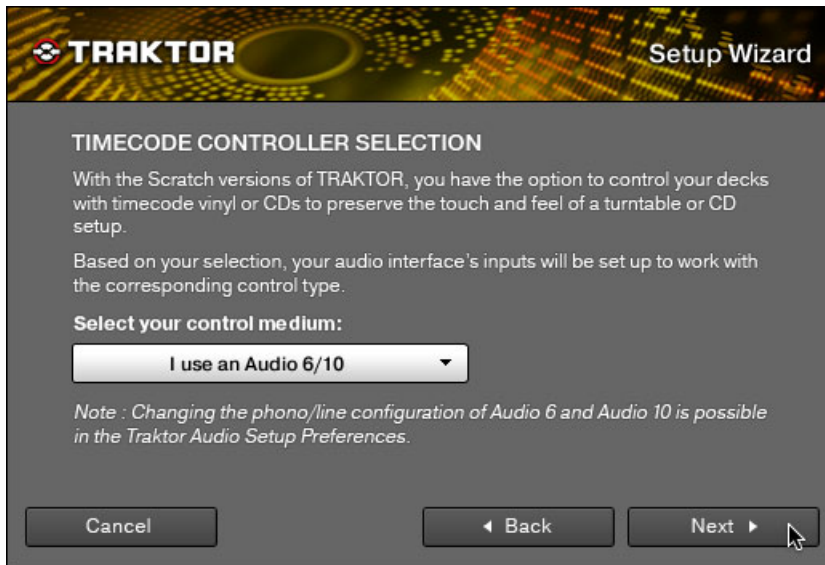 TRAKTOR
Setup Wizard
TIMECODE CONTROLLER SELECTION
With the Scratch versions of TRAKTOR, you have the option to control your decks
with timecode vinyl or CDs to preserve the touch and feel of a turntable or CD
setup.
Based on your selection, your audio interface's inputs will be set up to work with
the corresponding control type.
Select your control medium:
I use an Audio 6/10
Note : Changing the phono/line configuration of Audio 6 and Audio 10 is possible
in the Traktor Audio Setup Preferences.
Cancel
Back
Next